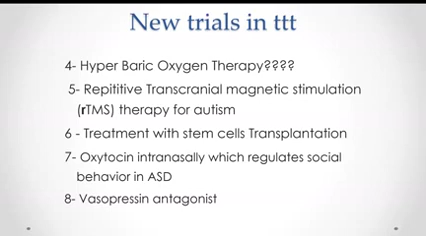 New trials in ttt
4- Hyper Baric Oxygen Therapy????
5- Repititive Transcranial magnetic stimulation
(rTMS) therapy for autism
6 - Treatment with stem cells Transplantation
7- Oxytocin intranasally which regulates social
behavior in ASD
8- Vasopressin antagonist